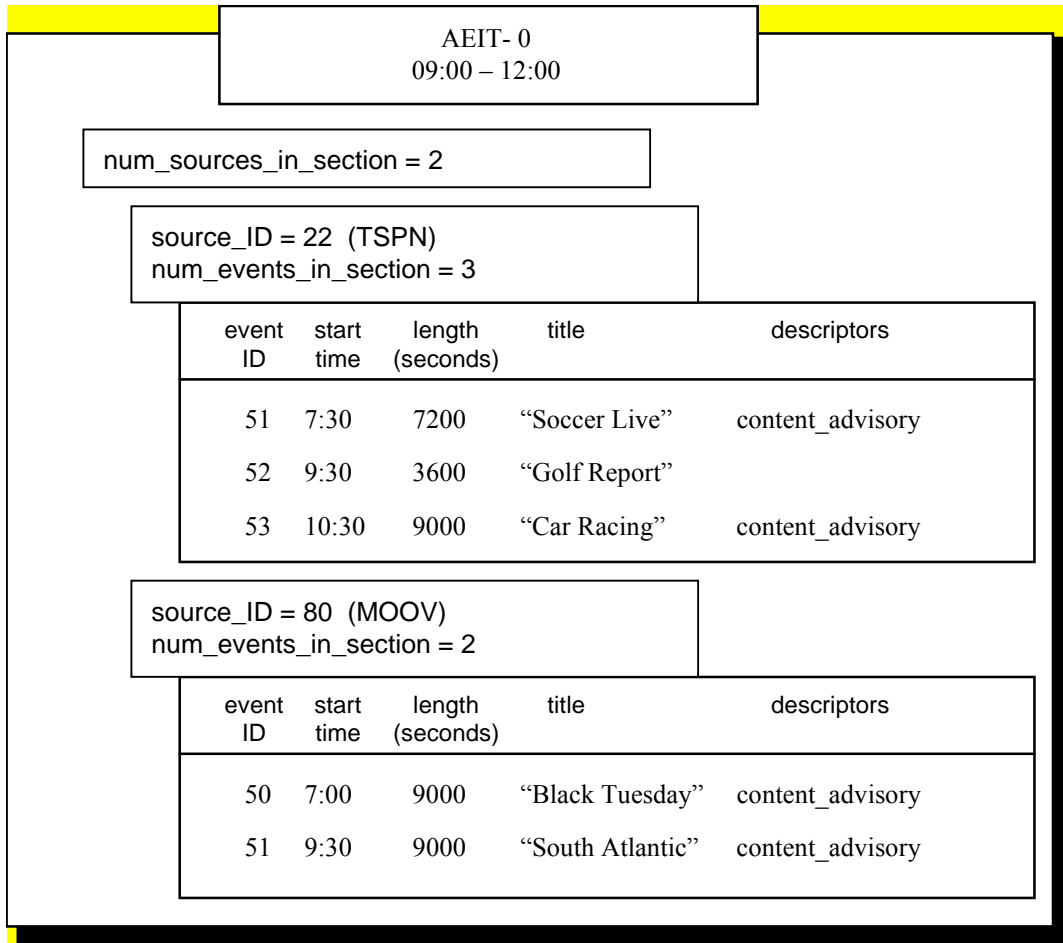 AEIT- 0
09:00 – 12:00
num_sources_in_section = 2
source_ID = 22  (TSPN)
num_events_in_section = 3
event start length title descriptors
ID time (seconds)
51 7:30 7200 “Soccer Live” content_advisory
52 9:30 3600 “Golf Report”
53 10:30 9000 “Car Racing” content_advisory
source_ID = 80  (MOOV)
num_events_in_section = 2
event start length title descriptors
ID time (seconds)
50 7:00 9000 “Black Tuesday” content_advisory
51 9:30 9000 “South Atlantic” content_advisory